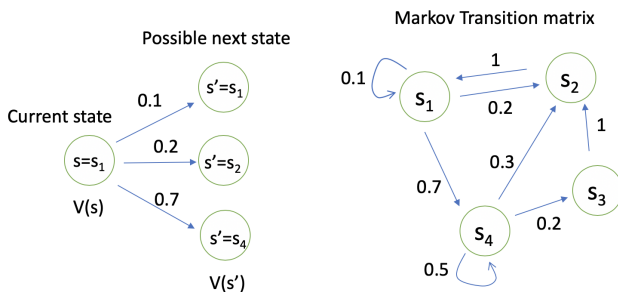 Possible next state
Current state
s=s1
V(s)
0.1
0.2
0.7
s'=s1
s'=s2
s'=s4
V(s')
Markov Transition matrix
0.1
s1
1
0.2
s2
0.7
0.3
1
s4
0.2
s3
0.5